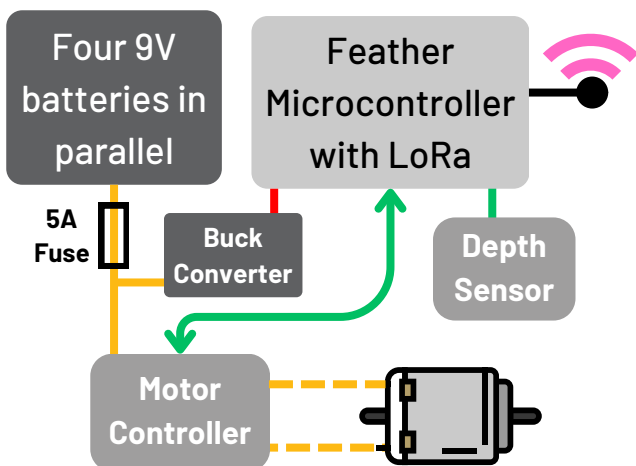 Four 9V
batteries in
parallel
Feather
Microcontroller
with LoRa
5A
Fuse
Buck
Converter
Depth
Sensor
Motor
Controller